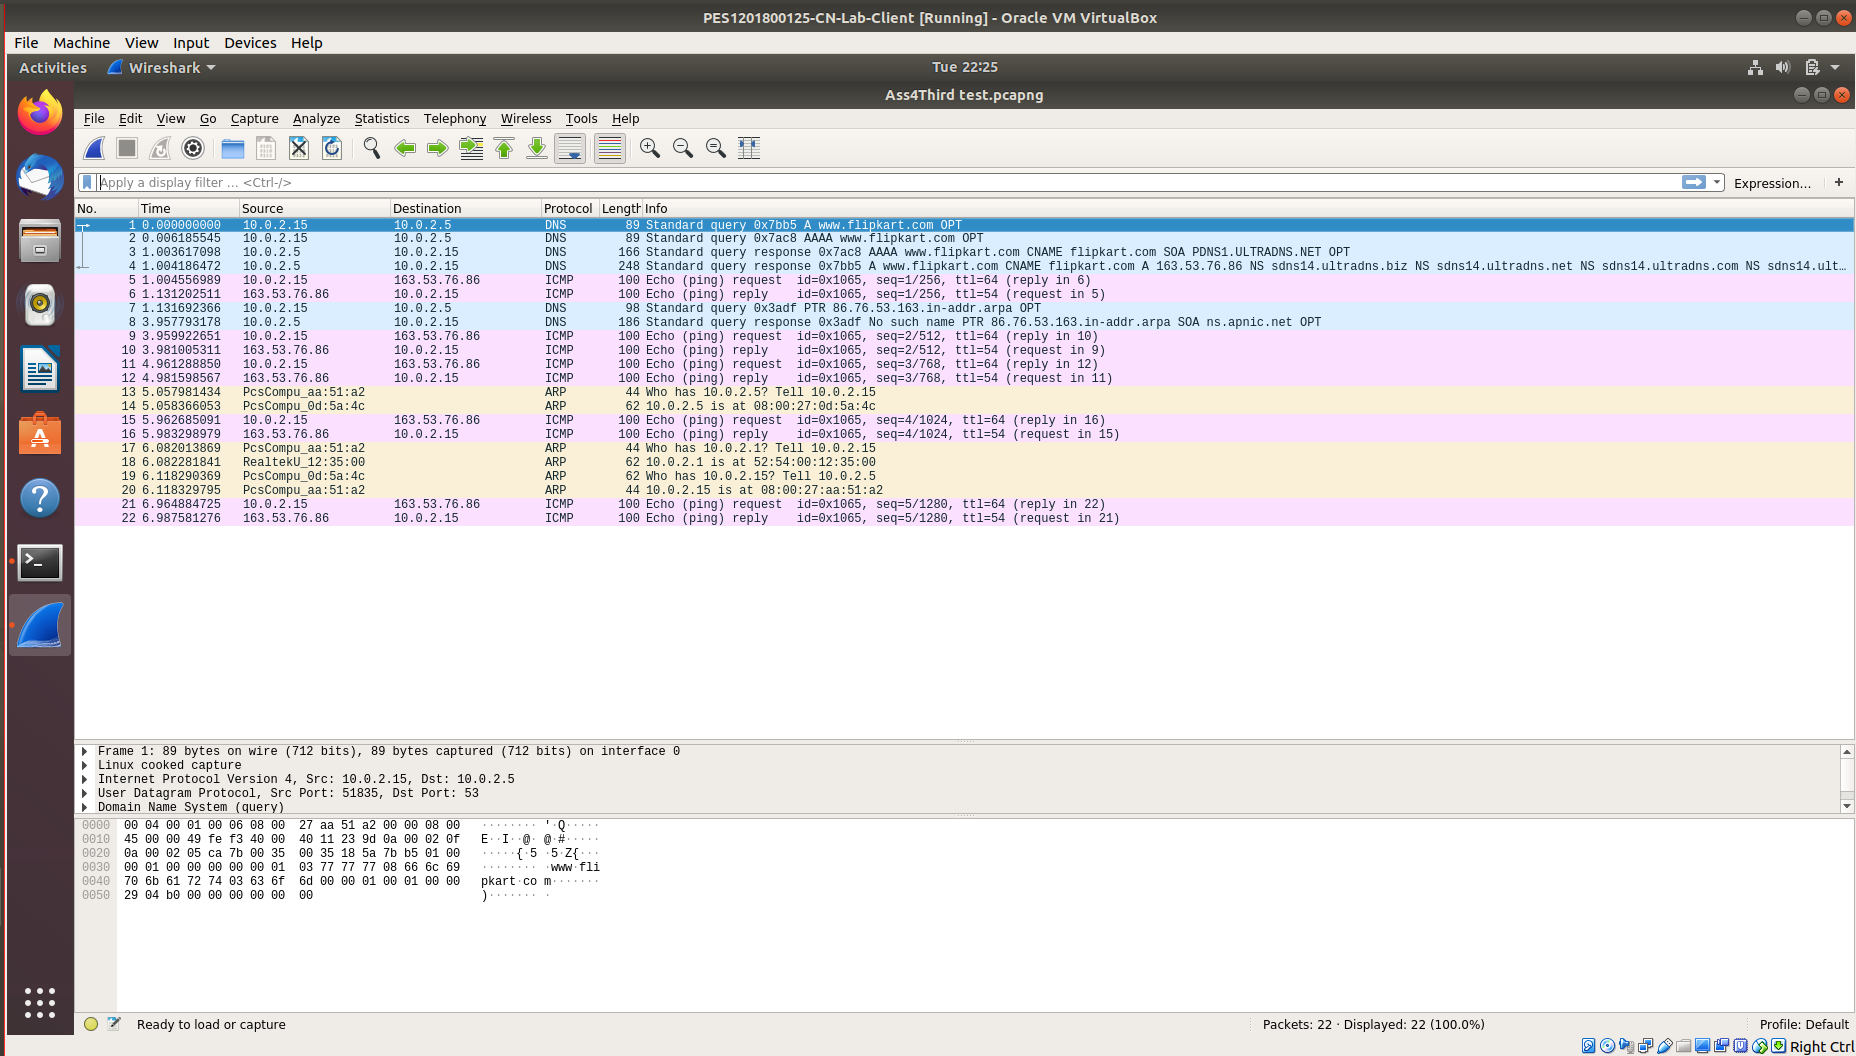 PES1201800125-CN-Lab-Client [Running] - Oracle VM VirtualBox
File Machine View Input Devices Help
Activities Wireshark Tue 22:25
Ass4Third test.pcapng
File Edit View Go Capture Analyze Statistics Telephony Wireless Tools Help
Apply a display filter ... <Ctrl-/> Expression... +
No. Time Source Destination Protocol Length Info
1 0.000000000 10.0.2.15 10.0.2.5 DNS 89 Standard query 0x7bb5 A www.flipkart.com OPT
2 0.006185545 10.0.2.15 10.0.2.5 DNS 89 Standard query 0x7ac8 AAAA www.flipkart.com OPT
3 1.003617098 10.0.2.5 10.0.2.15 DNS 166 Standard query response 0x7ac8 AAAA www.flipkart.com CNAME flipkart.com SOA PDNS1.ULTRADNS.NET OPT
4 1.004186472 10.0.2.5 10.0.2.15 DNS 248 Standard query response 0x7bb5 A www.flipkart.com CNAME flipkart.com A 163.53.76.86 NS sdns14.ultradns.biz NS sdns14.ultradns.net NS sdns14.ultradns.com NS sdns14.ult...
5 1.004556989 10.0.2.15 163.53.76.86 ICMP 100 Echo (ping) request id=0x1065, seq=1/256, ttl=64 (reply in 6)
6 1.131202511 163.53.76.86 10.0.2.15 ICMP 100 Echo (ping) reply id=0x1065, seq=1/256, ttl=54 (request in 5)
7 1.131692366 10.0.2.15 10.0.2.5 DNS 98 Standard query 0x3adf PTR 86.76.53.163.in-addr.arpa OPT
8 3.957793178 10.0.2.5 10.0.2.15 DNS 186 Standard query response 0x3adf No such name PTR 86.76.53.163.in-addr.arpa SOA ns.apnic.net OPT
9 3.959922651 10.0.2.15 163.53.76.86 ICMP 100 Echo (ping) request id=0x1065, seq=2/512, ttl=64 (reply in 10)
10 3.981005311 163.53.76.86 10.0.2.15 ICMP 100 Echo (ping) reply id=0x1065, seq=2/512, ttl=54 (request in 9)
11 4.961288850 10.0.2.15 163.53.76.86 ICMP 100 Echo (ping) request id=0x1065, seq=3/768, ttl=64 (reply in 12)
12 4.981598567 163.53.76.86 10.0.2.15 ICMP 100 Echo (ping) reply id=0x1065, seq=3/768, ttl=54 (request in 11)
13 5.057981434 PcsCompu_aa:51:a2 ARP 44 Who has 10.0.2.5? Tell 10.0.2.15
14 5.058366053 PcsCompu_0d:5a:4c ARP 62 10.0.2.5 is at 08:00:27:0d:5a:4c
15 5.962685091 10.0.2.15 163.53.76.86 ICMP 100 Echo (ping) request id=0x1065, seq=4/1024, ttl=64 (reply in 16)
16 5.983298979 163.53.76.86 10.0.2.15 ICMP 100 Echo (ping) reply id=0x1065, seq=4/1024, ttl=54 (request in 15)
17 6.082013869 PcsCompu_aa:51:a2 ARP 44 Who has 10.0.2.1? Tell 10.0.2.15
18 6.082281841 RealtekU_12:35:00 ARP 62 10.0.2.1 is at 52:54:00:12:35:00
19 6.118290369 PcsCompu_0d:5a:4c ARP 62 Who has 10.0.2.15? Tell 10.0.2.5
20 6.118329795 PcsCompu_aa:51:a2 ARP 44 10.0.2.15 is at 08:00:27:aa:51:a2
21 6.964884725 10.0.2.15 163.53.76.86 ICMP 100 Echo (ping) request id=0x1065, seq=5/1280, ttl=64 (reply in 22)
22 6.987581276 163.53.76.86 10.0.2.15 ICMP 100 Echo (ping) reply id=0x1065, seq=5/1280, ttl=54 (request in 21)
Frame 1: 89 bytes on wire (712 bits), 89 bytes captured (712 bits) on interface 0
Linux cooked capture
Internet Protocol Version 4, Src: 10.0.2.15, Dst: 10.0.2.5
User Datagram Protocol, Src Port: 51835, Dst Port: 53
Domain Name System (query)
0000 00 04 00 01 00 06 08 00 27 aa 51 a2 00 00 08 00 ········ '·Q·····
0010 45 00 00 49 fe f3 40 00 40 11 23 9d 0a 00 02 0f E··I··@· @·#·····
0020 0a 00 02 05 ca 7b 00 35 00 35 18 5a 7b b5 01 00 ·····{·5 ·5·Z{···
0030 00 01 00 00 00 00 00 01 03 77 77 77 08 66 6c 69 ········ ·www·fli
0040 70 6b 61 72 74 03 63 6f 6d 00 00 01 00 01 00 00 pkart·co m·······
0050 29 04 b0 00 00 00 00 00 00 )······· ·
Ready to load or capture Packets: 22 · Displayed: 22 (100.0%) Profile: Default
Right Ctrl